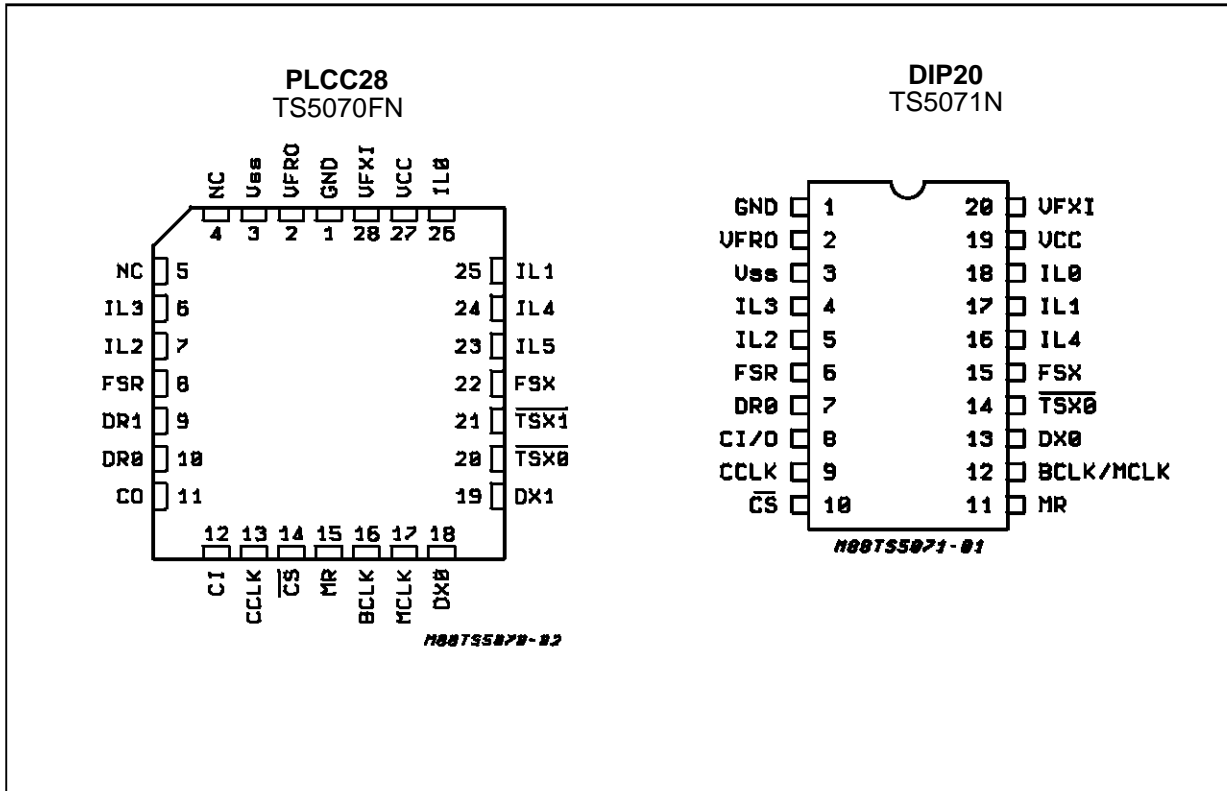 PLCC28
TS5070FN
NC Vss VFRO GND VFXI VCC IL0
4 3 2 1 28 27 26
NC 5 25 IL1
IL3 6 24 IL4
IL2 7 23 IL5
FSR 8 22 FSX
DR1 9 21 TSX1
DR0 10 20 TSX0
CO 11 19 DX1
12 13 14 15 16 17 18
CI CCLK CS MR BCLK MCLK DX0
M88TS5070-02
DIP20
TS5071N
GND 1 20 VFXI
VFRO 2 19 VCC
Vss 3 18 IL0
IL3 4 17 IL1
IL2 5 16 IL4
FSR 6 15 FSX
DR0 7 14 TSX0
CI/O 8 13 DX0
CCLK 9 12 BCLK/MCLK
CS 10 11 MR
M88TS5071-01